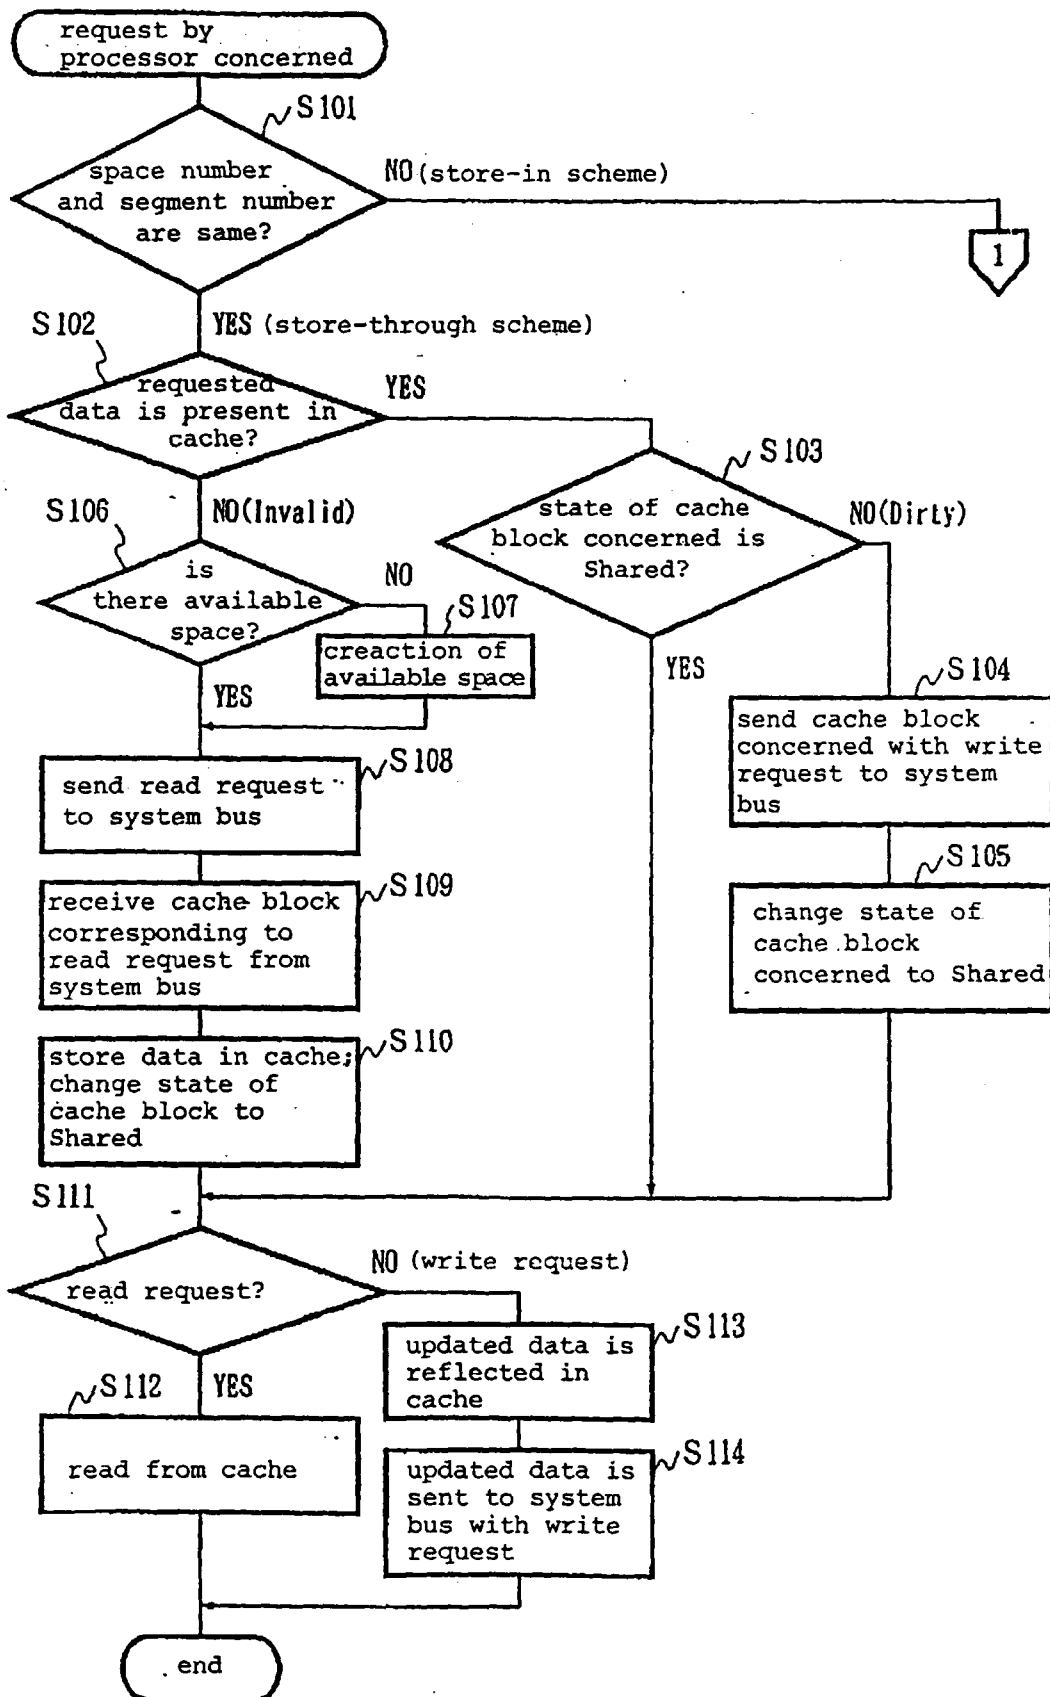 request by
processor concerned
S101
space number
and segment number
are same?
NO (store-in scheme)
1
YES (store-through scheme)
S102
requested
data is present in
cache?
YES
S103
state of cache
block concerned is
Shared?
NO(Dirty)
YES
NO(Invalid)
S106
is
there available
space?
NO
S107
creaction of
available space
YES
S104
send cache block
concerned with write
request to system
bus
S105
change state of
cache block
concerned to Shared
S108
send read request
to system bus
S109
receive cache block
corresponding to
read request from
system bus
S110
store data in cache;
change state of
cache block to
Shared
S111
read request?
NO (write request)
YES
S112
read from cache
S113
updated data is
reflected in
cache
S114
updated data is
sent to system
bus with write
request
end